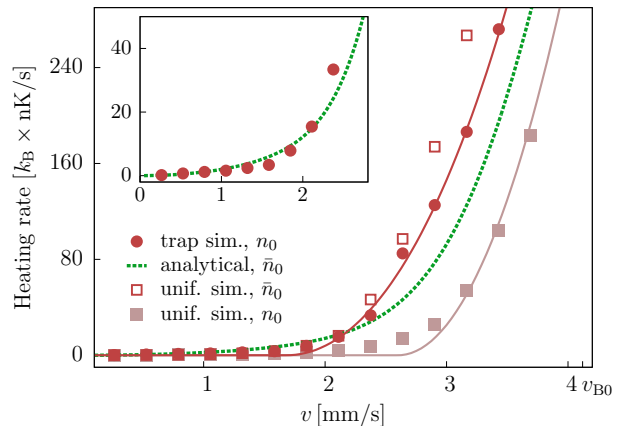 40
20
0
0
1
2
240
160
80
0
Heating rate [k_B × nK/s]
trap sim., n_0
analytical, n̄_0
unif. sim., n̄_0
unif. sim., n_0
1
2
3
4
v_B0
v [mm/s]